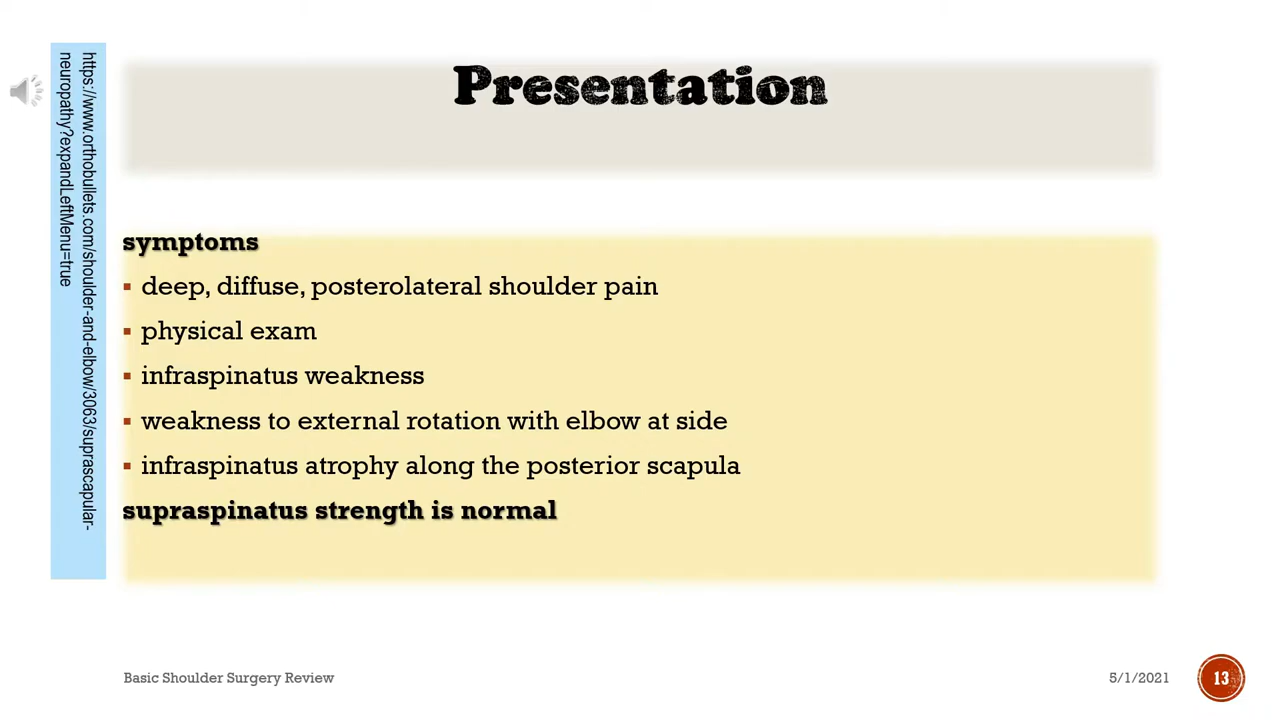 https://www.orthobullets.com/shoulder-and-elbow/3063/suprascapular-
neuropathy?expandLeftMenu=true
Presentation
symptoms
▪ deep, diffuse, posterolateral shoulder pain
▪ physical exam
▪ infraspinatus weakness
▪ weakness to external rotation with elbow at side
▪ infraspinatus atrophy along the posterior scapula
supraspinatus strength is normal
Basic Shoulder Surgery Review
5/1/2021
13